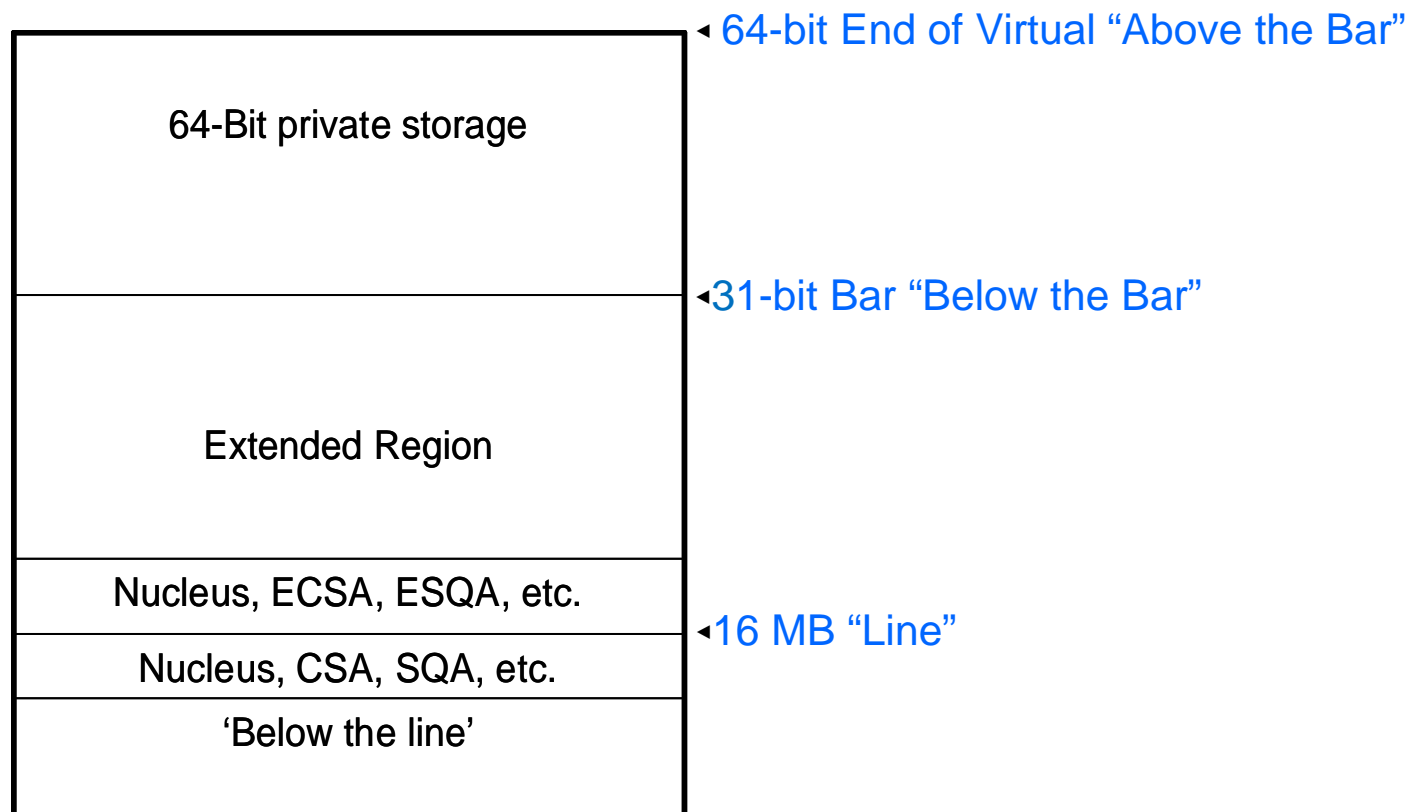 64-bit End of Virtual “Above the Bar”
64-Bit private storage
31-bit Bar “Below the Bar”
Extended Region
Nucleus, ECSA, ESQA, etc.
16 MB “Line”
Nucleus, CSA, SQA, etc.
‘Below the line’